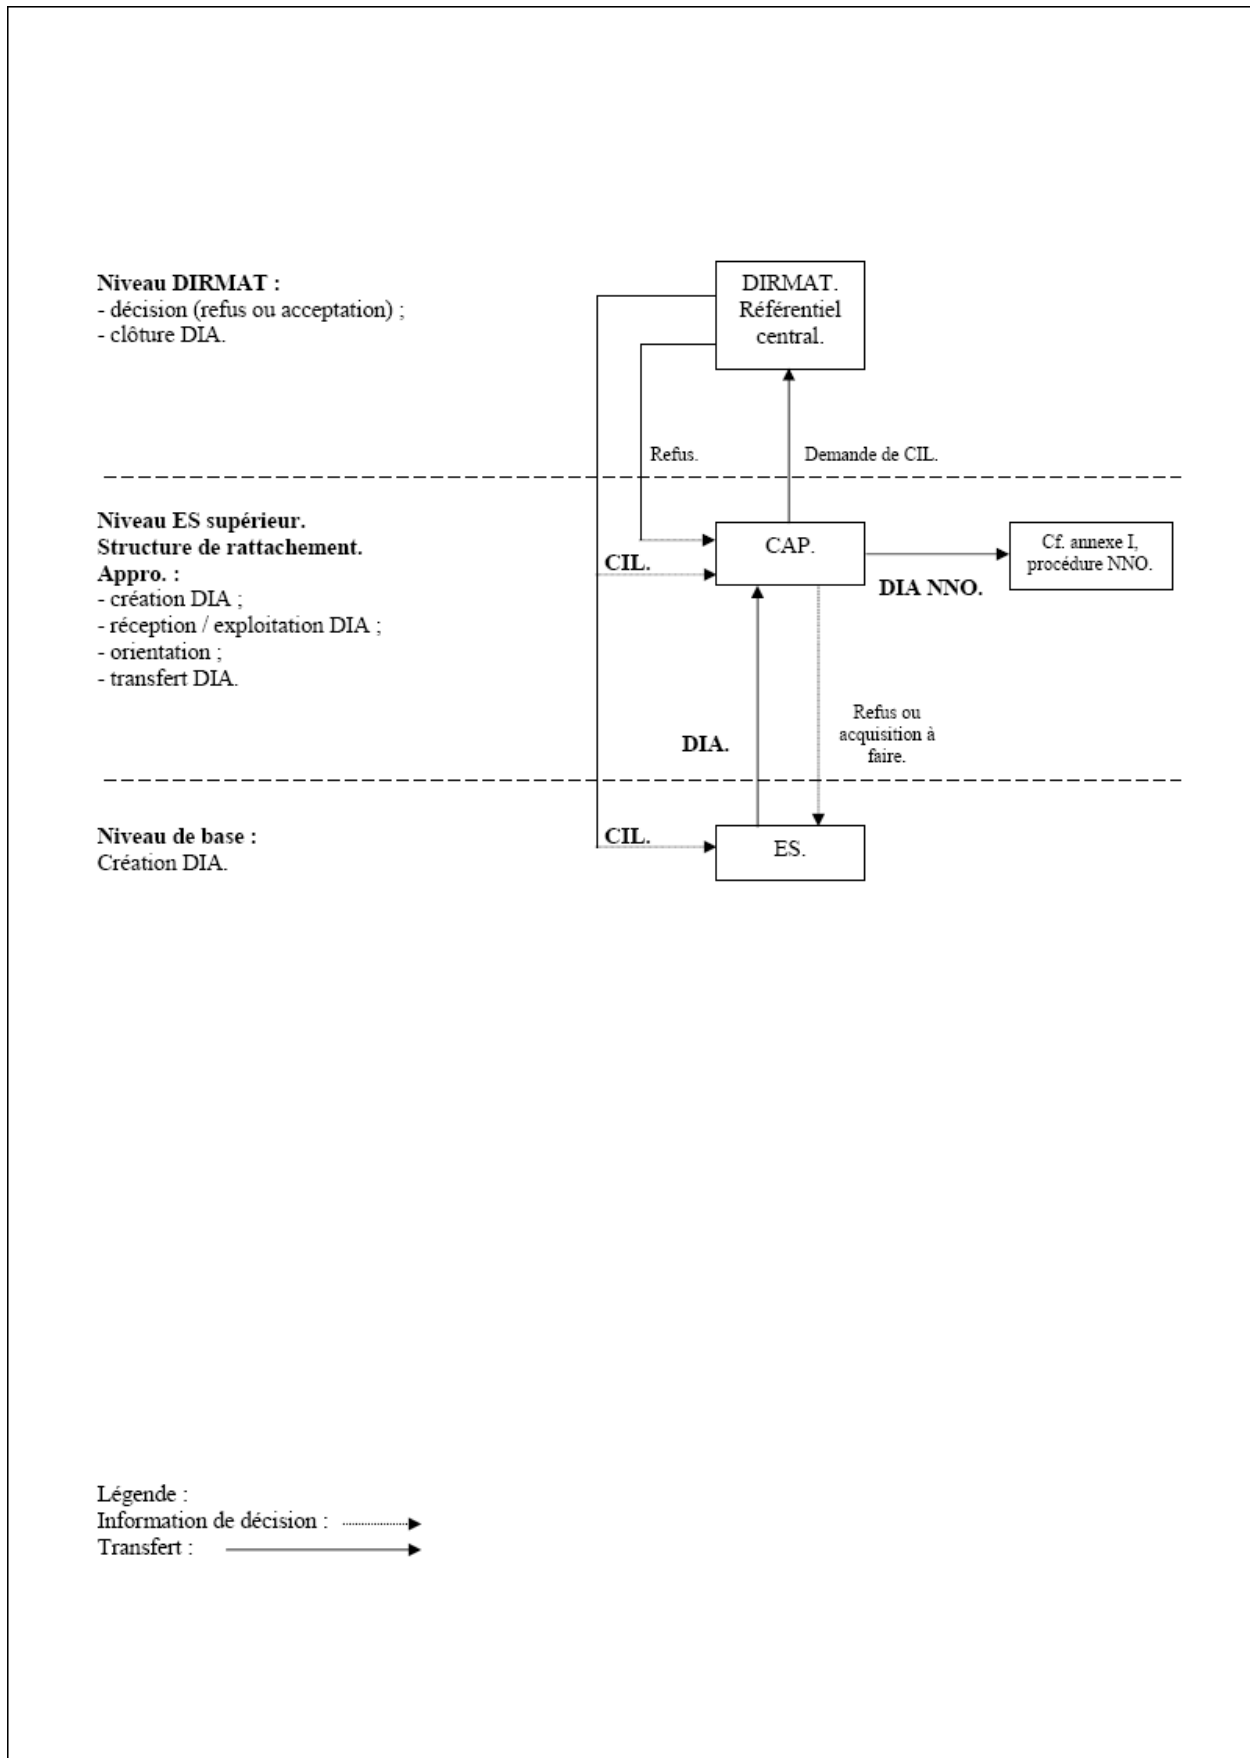 Niveau DIRMAT :
- décision (refus ou acceptation) ;
- clôture DIA.
DIRMAT.
Référentiel
central.
Refus.
Demande de CIL.
Niveau ES supérieur.
Structure de rattachement.
Appro. :
- création DIA ;
- réception / exploitation DIA ;
- orientation ;
- transfert DIA.
CIL.
CAP.
DIA NNO.
Cf. annexe I,
procédure NNO.
DIA.
Refus ou
acquisition à
faire.
Niveau de base :
Création DIA.
CIL.
ES.
Légende :
Information de décision :
Transfert :